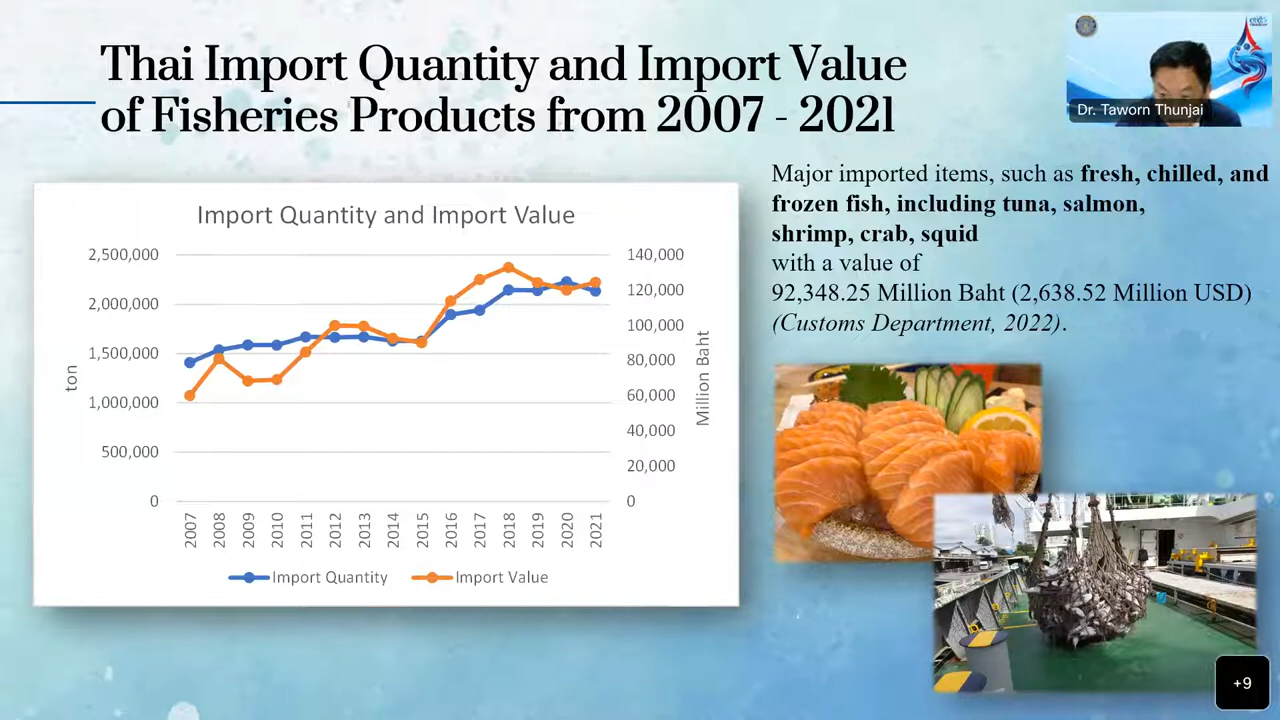 Thai Import Quantity and Import Value
of Fisheries Products from 2007 - 2021
Dr. Taworn Thunjai
Major imported items, such as fresh, chilled, and
frozen fish, including tuna, salmon,
shrimp, crab, squid
with a value of
92,348.25 Million Baht (2,638.52 Million USD)
(Customs Department, 2022).
Import Quantity and Import Value
2,500,000
2,000,000
1,500,000
1,000,000
500,000
0
ton
140,000
120,000
100,000
80,000
60,000
40,000
20,000
0
Million Baht
2007 2008 2009 2010 2011 2012 2013 2014 2015 2016 2017 2018 2019 2020 2021
Import Quantity Import Value
+9